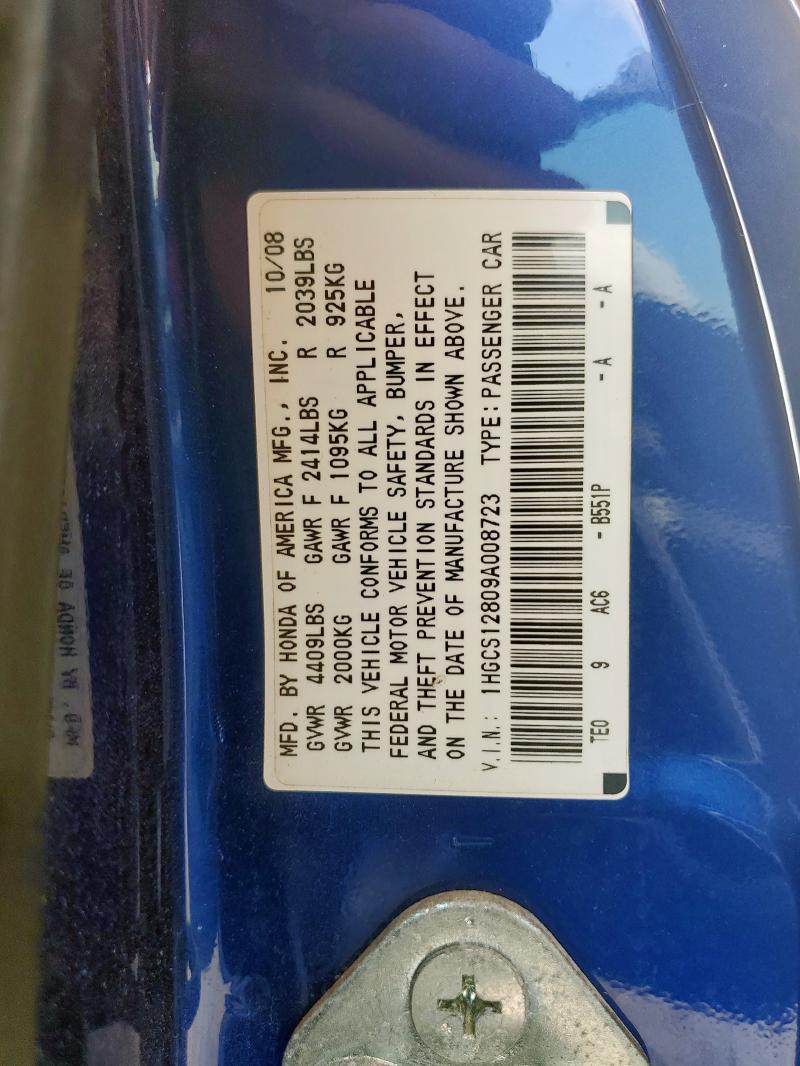 MFD. BY HONDA OF AMERICA MFG., INC. 10/08
GVWR 4409LBS GAWR F 2414LBS R 2039LBS
GVWR 2000KG GAWR F 1095KG R 925KG
THIS VEHICLE CONFORMS TO ALL APPLICABLE
FEDERAL MOTOR VEHICLE SAFETY, BUMPER,
AND THEFT PREVENTION STANDARDS IN EFFECT
ON THE DATE OF MANUFACTURE SHOWN ABOVE.
V.I.N.: 1HGCS12809A008723 TYPE:PASSENGER CAR
TE0 9 AC6 - B551P - A - A